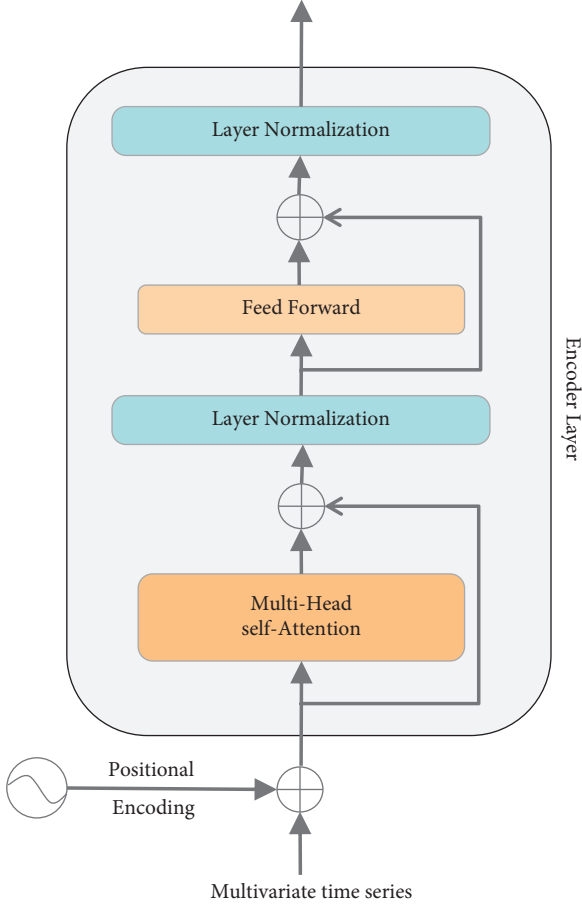 Layer Normalization
Feed Forward
Layer Normalization
Multi-Head
self-Attention
Encoder Layer
Positional
Encoding
Multivariate time series